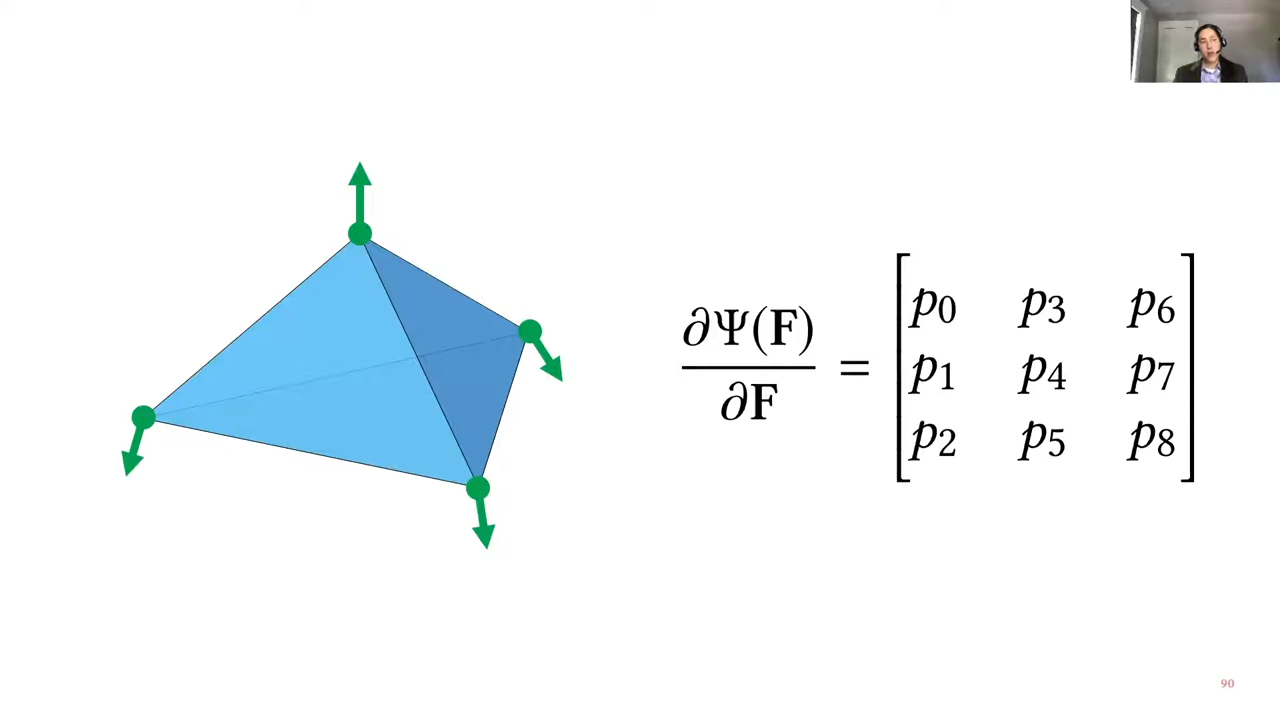 ∂Ψ(F)
∂F
=
p0 p3 p6
p1 p4 p7
p2 p5 p8
90